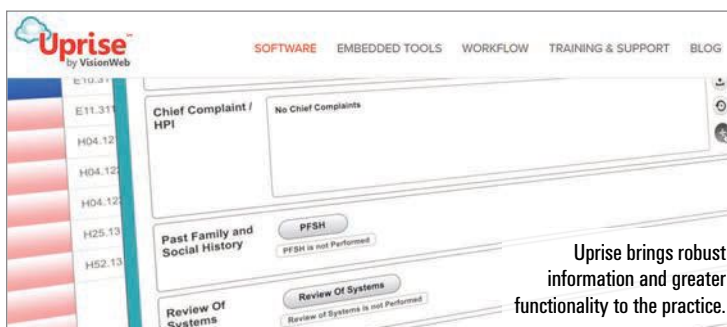 Uprise™
by VisionWeb
SOFTWARE EMBEDDED TOOLS WORKFLOW TRAINING & SUPPORT BLOG
E11.311
Chief Complaint /
HPI
No Chief Complaints
H04.12
H04.12
H04.12
H25.13
H52.13
Past Family and
Social History
PFSH
PFSH is not Performed
Review Of
Systems
Review Of Systems
Review of Systems is not Performed
Uprise brings robust
information and greater
functionality to the practice.